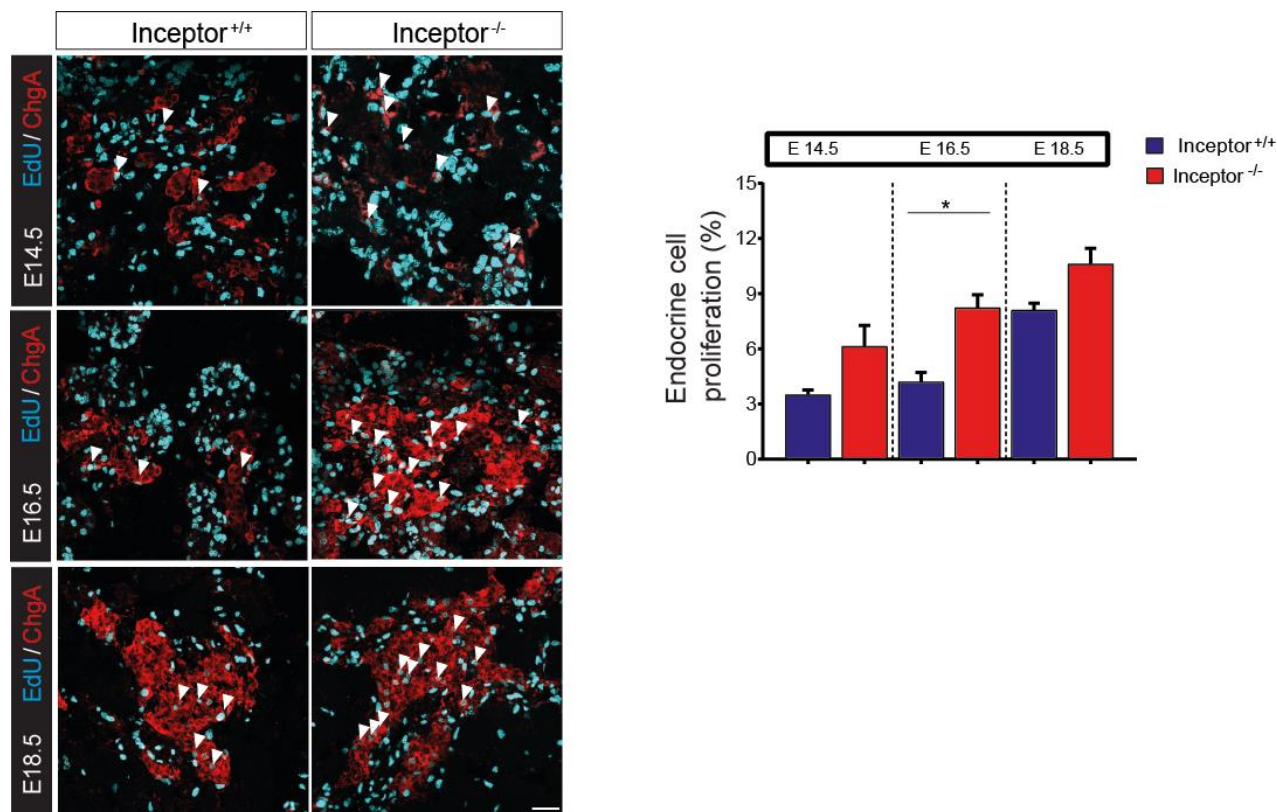 Inceptor+/+
Inceptor-/-
E14.5 EdU/ChgA
E16.5 EdU/ChgA
E18.5 EdU/ChgA
E 14.5
E 16.5
E 18.5
Inceptor+/+
Inceptor -/-
*
Endocrine cell
proliferation (%)
15
12
9
6
3
0